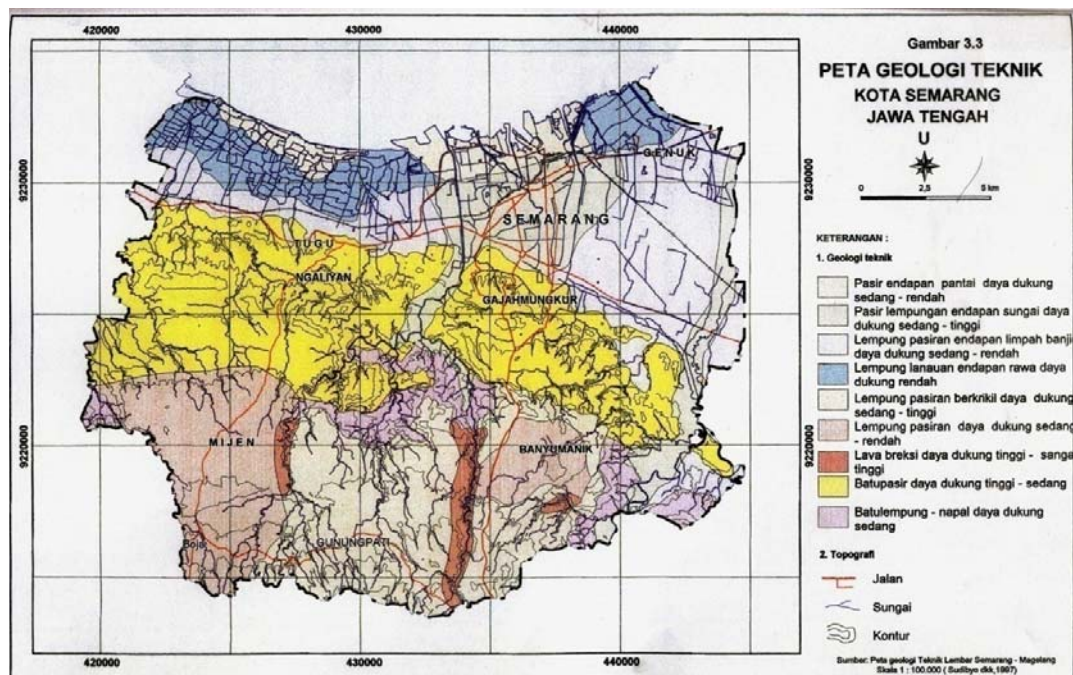 420000 430000 440000
9230000 9230000
9220000 9220000
GENUK
SEMARANG
TUGU
NGALIYAN
GAJAHMUNGKUR
MIJEN
BANYUMANIK
Boja
GUNUNGPATI
420000 430000 440000
Gambar 3.3
PETA GEOLOGI TEKNIK
KOTA SEMARANG
JAWA TENGAH
U
0 2,5 5 km
KETERANGAN :
1. Geologi teknik
Pasir endapan pantai daya dukung
sedang - rendah
Pasir lempungan endapan sungai daya
dukung sedang - tinggi
Lempung pasiran endapan limpah banji
daya dukung sedang - rendah
Lempung lanauan endapan rawa daya
dukung rendah
Lempung pasiran berkrikil daya dukung
sedang - tinggi
Lempung pasiran daya dukung sedang
- rendah
Lava breksi daya dukung tinggi - sanga
tinggi
Batupasir daya dukung tinggi - sedang
Batulempung - napal daya dukung
sedang
2. Topografi
Jalan
Sungai
Kontur
Sumber: Peta geologi Teknik Lembar Semarang - Magelang
Skala 1 : 100.000 ( Sudibyo dkk,1997)